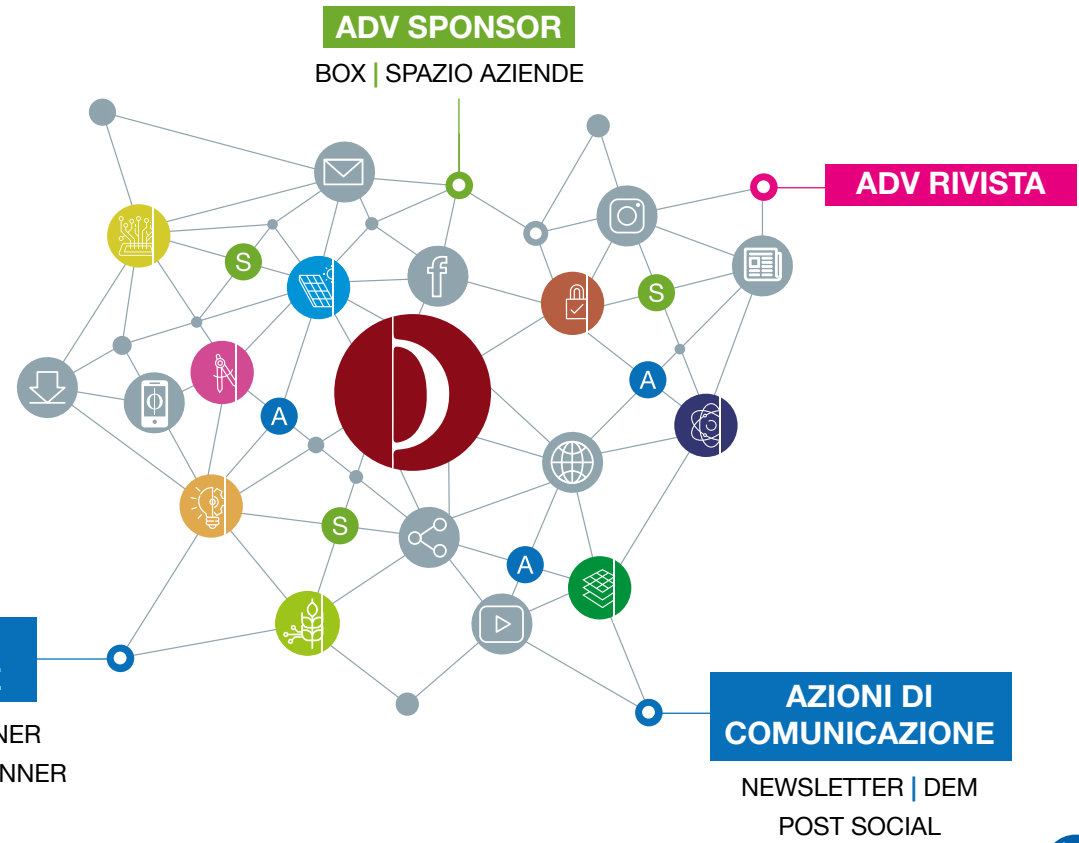 ADV SPONSOR
BOX | SPAZIO AZIENDE
ADV RIVISTA
S
S
A
A
S
A
NER
NNER
AZIONI DI
COMUNICAZIONE
NEWSLETTER | DEM
POST SOCIAL